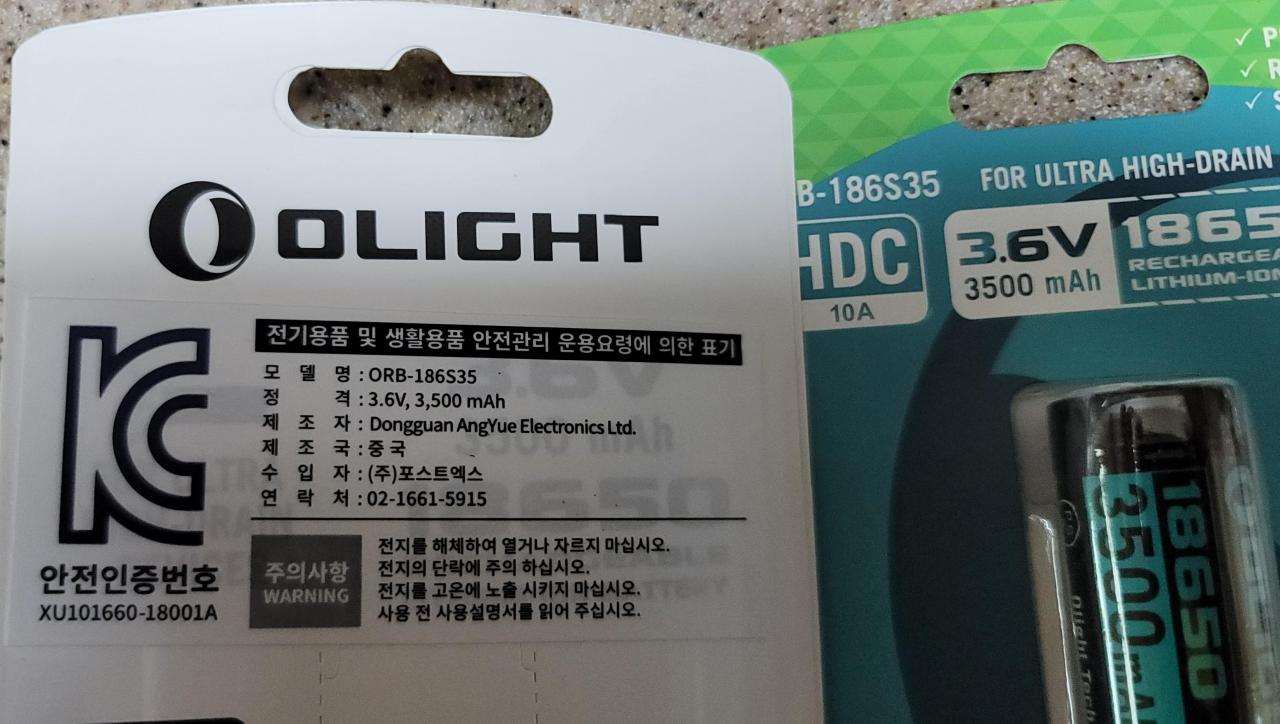 OLIGHT
KC
전기용품 및 생활용품 안전관리 운용요령에 의한 표기
모 델 명 : ORB-186S35
정 격 : 3.6V, 3,500 mAh
제 조 자 : Dongguan AngYue Electronics Ltd.
제 조 국 : 중 국
수 입 자 : (주)포스트엑스
연 락 처 : 02-1661-5915
안전인증번호
XU101660-18001A
주의사항
WARNING
전지를 해체하여 열거나 자르지 마십시오.
전지의 단락에 주의 하십시오.
전지를 고온에 노출 시키지 마십시오.
사용 전 사용설명서를 읽어 주십시오.
B-186S35
FOR ULTRA HIGH-DRAIN
HDC
10A
3.6V
3500 mAh
1865
RECHARGEA
LITHIUM-ION
18650
3500mA
Olight Tech